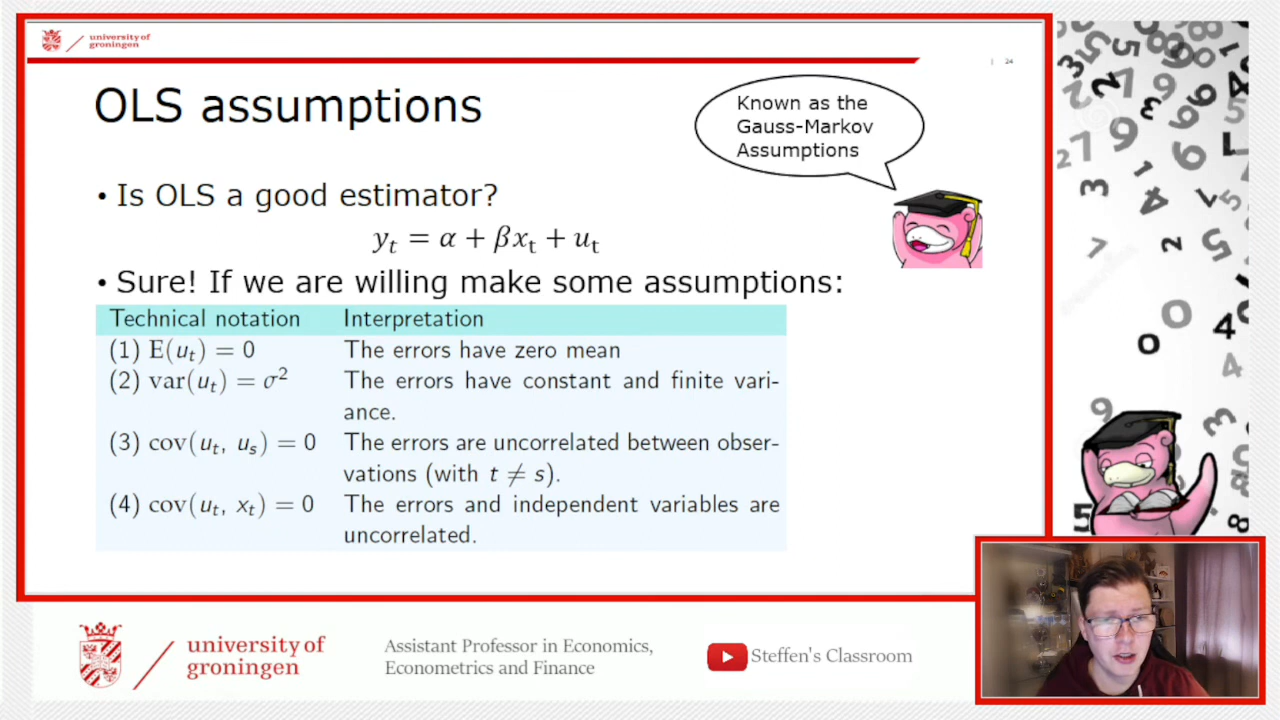 university of
groningen
| 24
OLS assumptions
Known as the
Gauss-Markov
Assumptions
• Is OLS a good estimator?
yₜ = α + βxₜ + uₜ
• Sure! If we are willing make some assumptions:
Technical notation Interpretation
(1) E(uₜ) = 0 The errors have zero mean
(2) var(uₜ) = σ² The errors have constant and finite vari-
ance.
(3) cov(uₜ, uₛ) = 0 The errors are uncorrelated between obser-
vations (with t ≠ s).
(4) cov(uₜ, xₜ) = 0 The errors and independent variables are
uncorrelated.
university of
groningen
Assistant Professor in Economics,
Econometrics and Finance
Steffen's Classroom